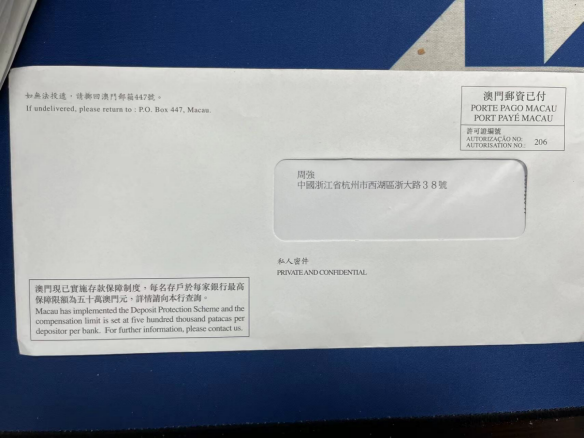 如無法投遞，請擲回澳門郵箱447號。
If undelivered, please return to : P.O. Box 447, Macau.
澳門郵資已付
PORTE PAGO MACAU
PORT PAYÉ MACAU
許可證編號
AUTORIZAÇÃO NO.
AUTORISATION NO.: 206
周強
中國浙江省杭州市西湖區浙大路３８號
私人密件
PRIVATE AND CONFIDENTIAL
澳門現已實施存款保障制度，每名存戶於每家銀行最高
保障限額為五十萬澳門元。詳情請向本行查詢。
Macau has implemented the Deposit Protection Scheme and the
compensation limit is set at five hundred thousand patacas per
depositor per bank. For further information, please contact us.